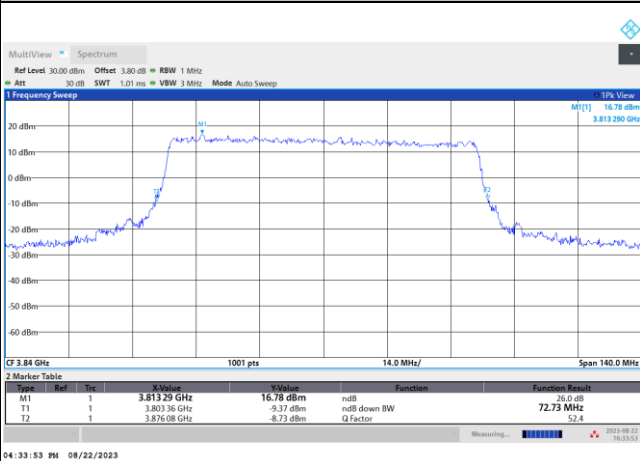 MultiView Spectrum
Ref Level 30.00 dBm Offset 3.80 dB RBW 1 MHz
Att 30 dB SWT 1.01 ms VBW 3 MHz Mode Auto Sweep
1 Frequency Sweep 1Pk View
M1[1] 16.78 dBm
3.813 290 GHz
M1
20 dBm
10 dBm
0 dBm
T1 T2
-10 dBm
-20 dBm
-30 dBm
-40 dBm
-50 dBm
-60 dBm
CF 3.84 GHz 1001 pts 14.0 MHz/ Span 140.0 MHz
2 Marker Table
Type Ref Trc X-Value Y-Value Function Function Result
M1 1 3.813 29 GHz 16.78 dBm ndB 26.0 dB
T1 1 3.803 36 GHz -9.37 dBm ndB down BW 72.73 MHz
T2 1 3.876 08 GHz -8.73 dBm Q Factor 52.4
Measuring... 2023-08-22
16:33:53
04:33:53 PM 08/22/2023